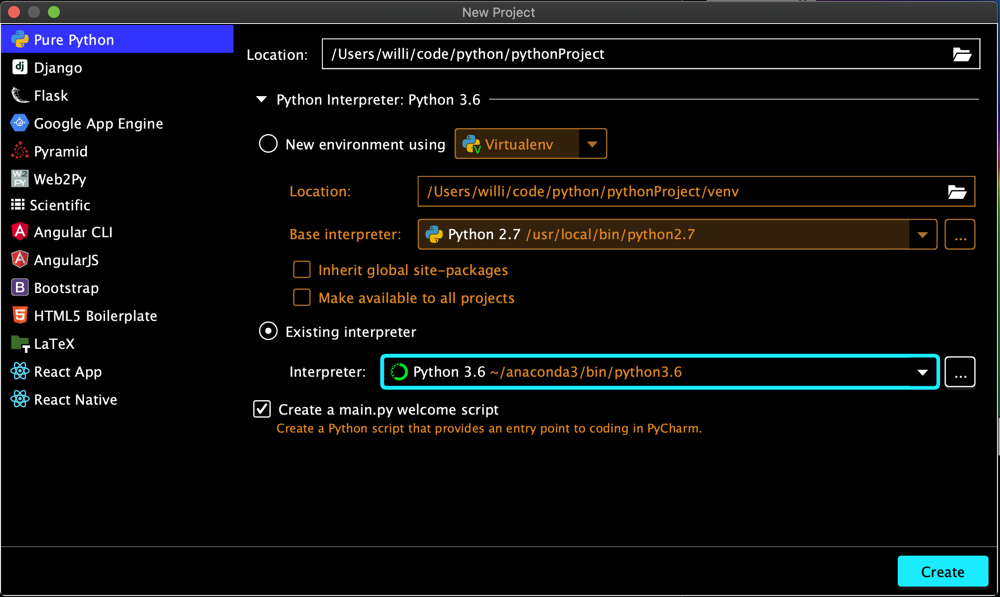 New Project
Pure Python
Django
Flask
Google App Engine
Pyramid
Web2Py
Scientific
Angular CLI
AngularJS
Bootstrap
HTML5 Boilerplate
LaTeX
React App
React Native
Location: /Users/willi/code/python/pythonProject
Python Interpreter: Python 3.6
New environment using Virtualenv
Location: /Users/willi/code/python/pythonProject/venv
Base interpreter: Python 2.7 /usr/local/bin/python2.7 ...
Inherit global site-packages
Make available to all projects
Existing interpreter
Interpreter: Python 3.6 ~/anaconda3/bin/python3.6 ...
Create a main.py welcome script
Create a Python script that provides an entry point to coding in PyCharm.
Create